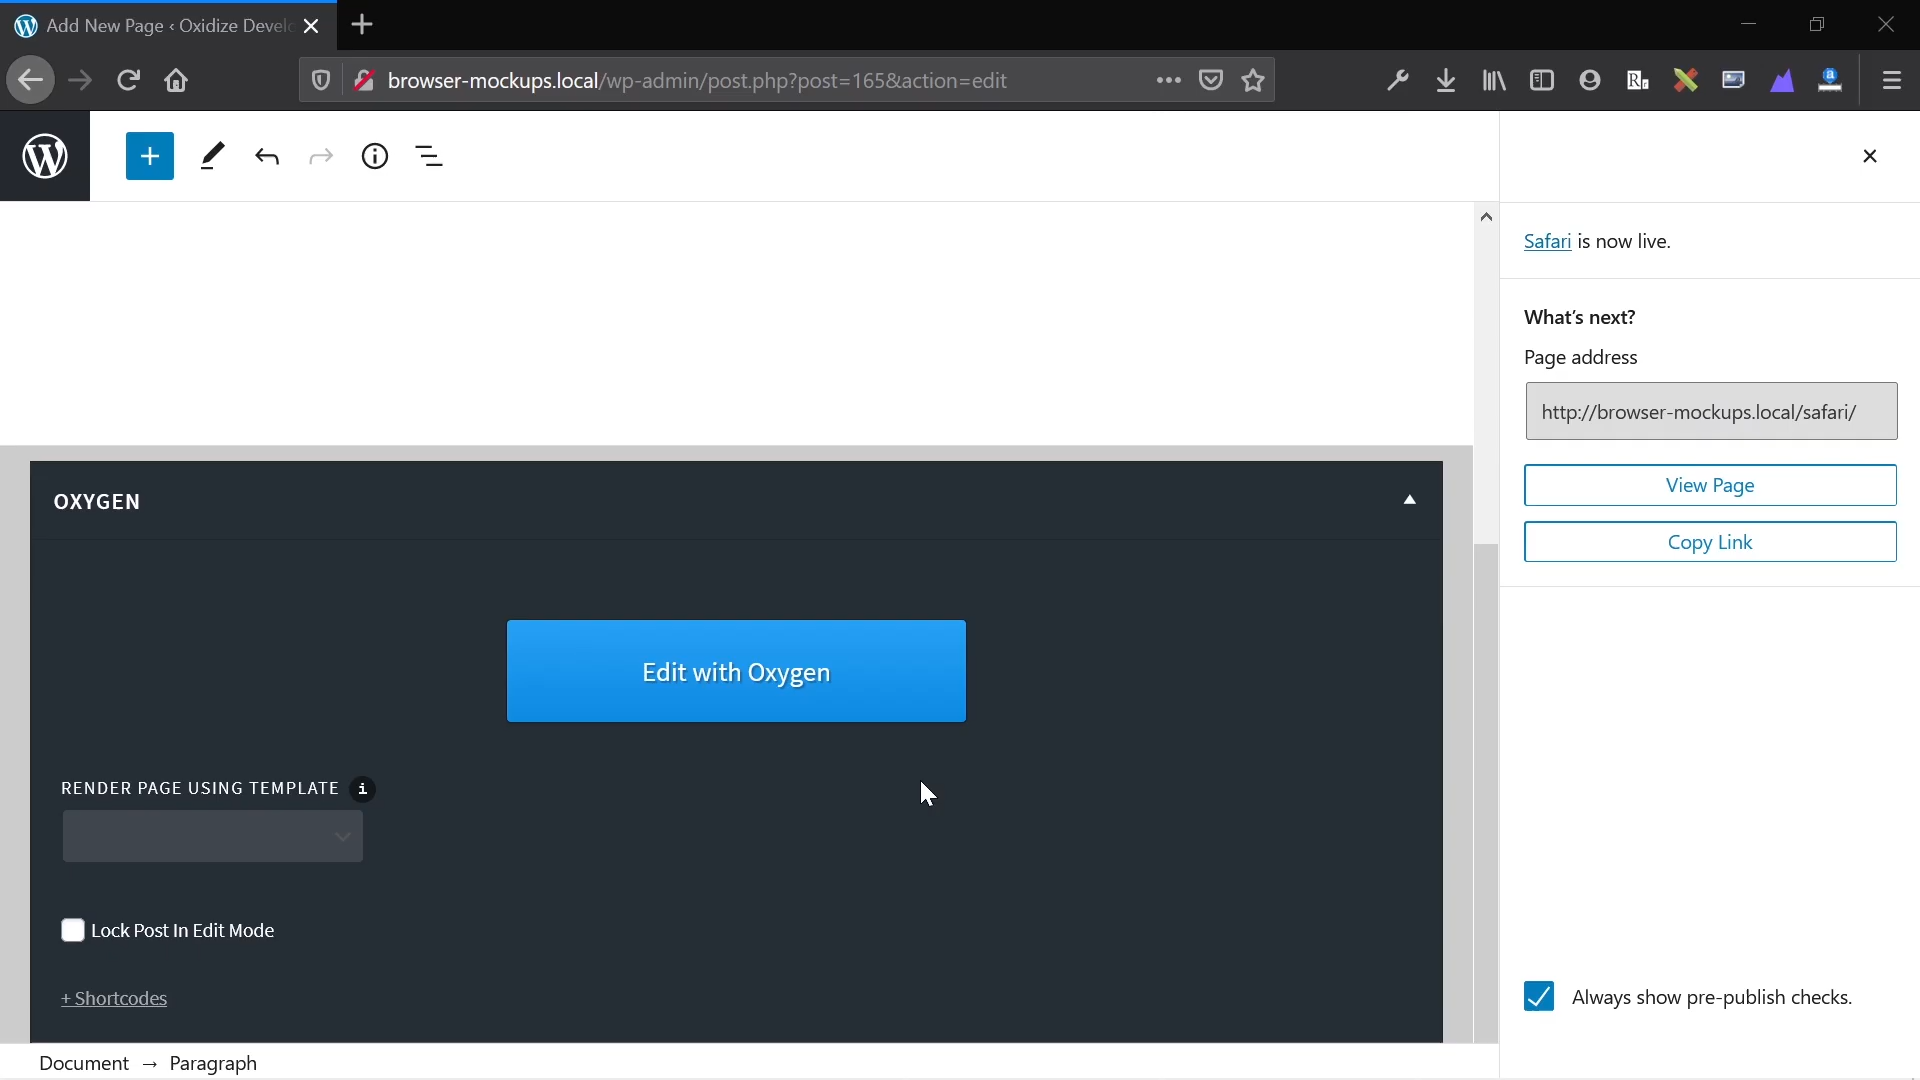 Add New Page ‹ Oxidize Develo
browser-mockups.local/wp-admin/post.php?post=165&action=edit
Safari is now live.
What's next?
Page address
http://browser-mockups.local/safari/
View Page
Copy Link
OXYGEN
Edit with Oxygen
RENDER PAGE USING TEMPLATE i
Lock Post In Edit Mode
+ Shortcodes
Always show pre-publish checks.
Document → Paragraph